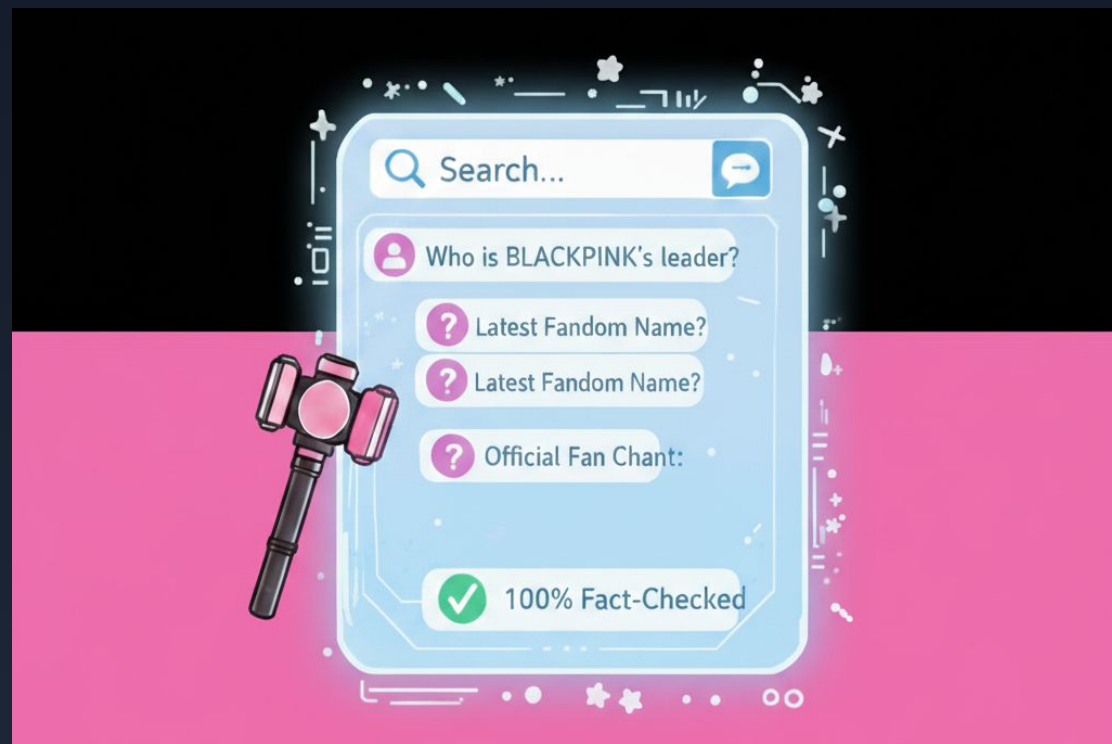 Search...
Who is BLACKPINK's leader?
Latest Fandom Name?
Latest Fandom Name?
Official Fan Chant:
100% Fact-Checked